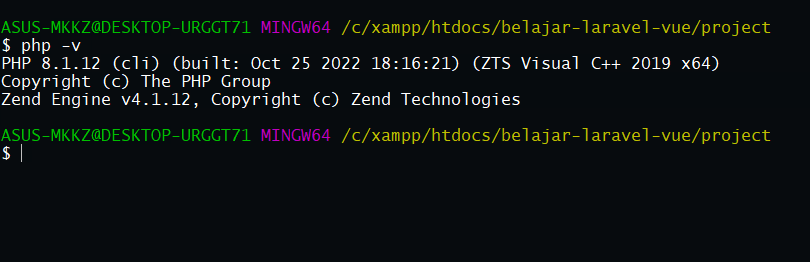 ASUS-MKKZ@DESKTOP-URGGT71 MINGW64 /c/xampp/htdocs/belajar-laravel-vue/project
$ php -v
PHP 8.1.12 (cli) (built: Oct 25 2022 18:16:21) (ZTS Visual C++ 2019 x64)
Copyright (c) The PHP Group
Zend Engine v4.1.12, Copyright (c) Zend Technologies
ASUS-MKKZ@DESKTOP-URGGT71 MINGW64 /c/xampp/htdocs/belajar-laravel-vue/project
$